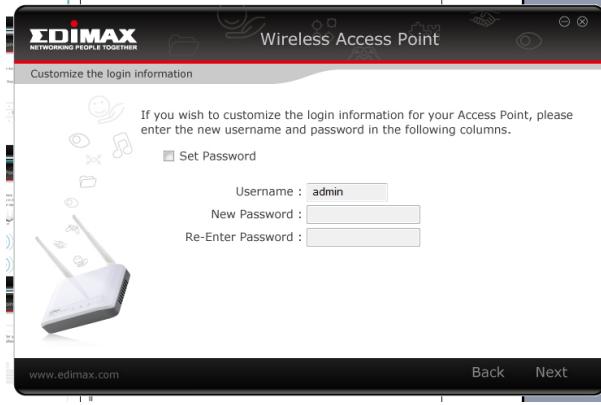 EDIMAX
NETWORKING PEOPLE TOGETHER
Wireless Access Point
Customize the login information
If you wish to customize the login information for your Access Point, please
enter the new username and password in the following columns.
Set Password
Username : admin
New Password :
Re-Enter Password :
www.edimax.com
Back Next